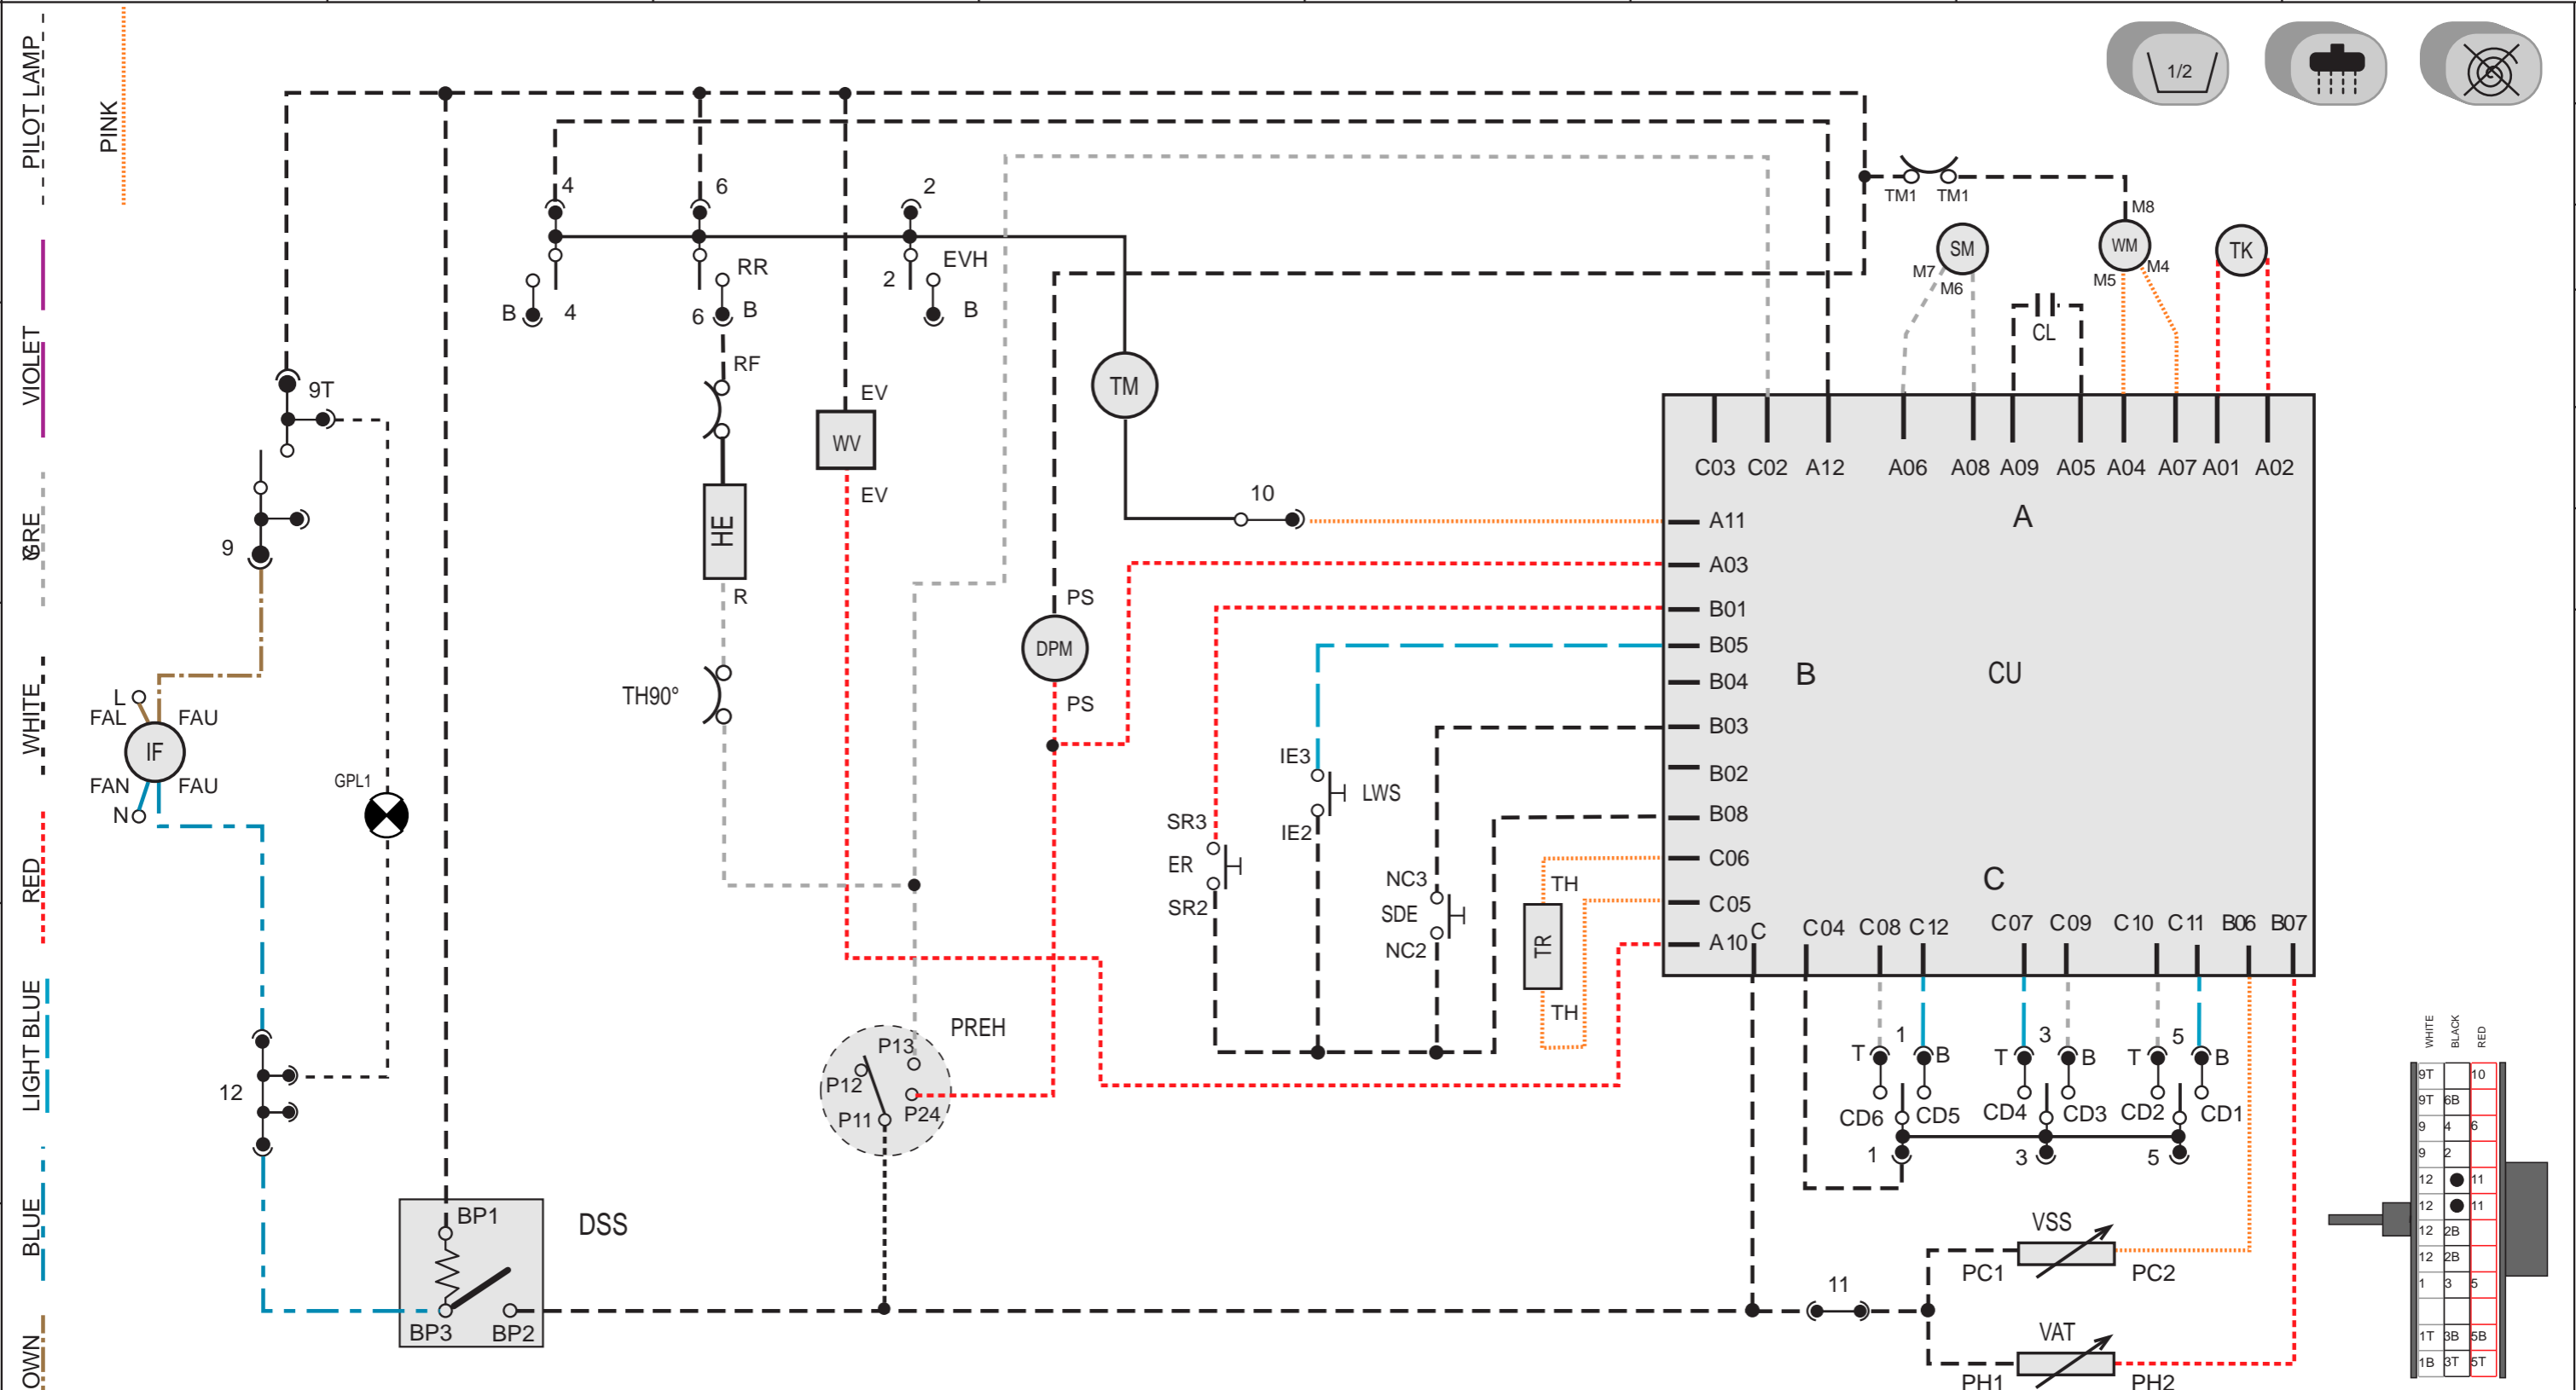 PILOT LAMP
PINK
VIOLET
GREY
WHITE
RED
LIGHT BLUE
BLUE
OWN
1/2
4
6
2
RR
EVH
2
B
4
6
B
B
RF
EV
WV
EV
HE
R
TH90°
9T
9
L
FAL
FAU
IF
FAN
FAU
N
GPL1
12
TM
10
PS
DPM
PS
TM1
TM1
M8
SM
M7
M6
WM
M5
M4
TK
CL
C03 C02 A12 A06 A08 A09 A05 A04 A07 A01 A02
A
A11
A03
B01
B05
B04
B CU
B03
B02
B08
C06
C
C05
A10
C C04 C08 C12 C07 C09 C10 C11 B06 B07
IE3
LWS
IE2
SR3
ER
SR2
NC3
SDE
NC2
TH
TR
TH
PREH
P13
P12
P24
P11
T 1 B T 3 B T 5 B
CD6 CD5 CD4 CD3 CD2 CD1
1 3 5
DSS
BP1
BP3
BP2
11
VSS
PC1 PC2
VAT
PH1 PH2
WHITE BLACK RED
9T 10
9T 6B
9 4 6
9 2
12 11
12 11
12 2B
12 2B
1 3 5
1T 3B 5B
1B 3T 5T